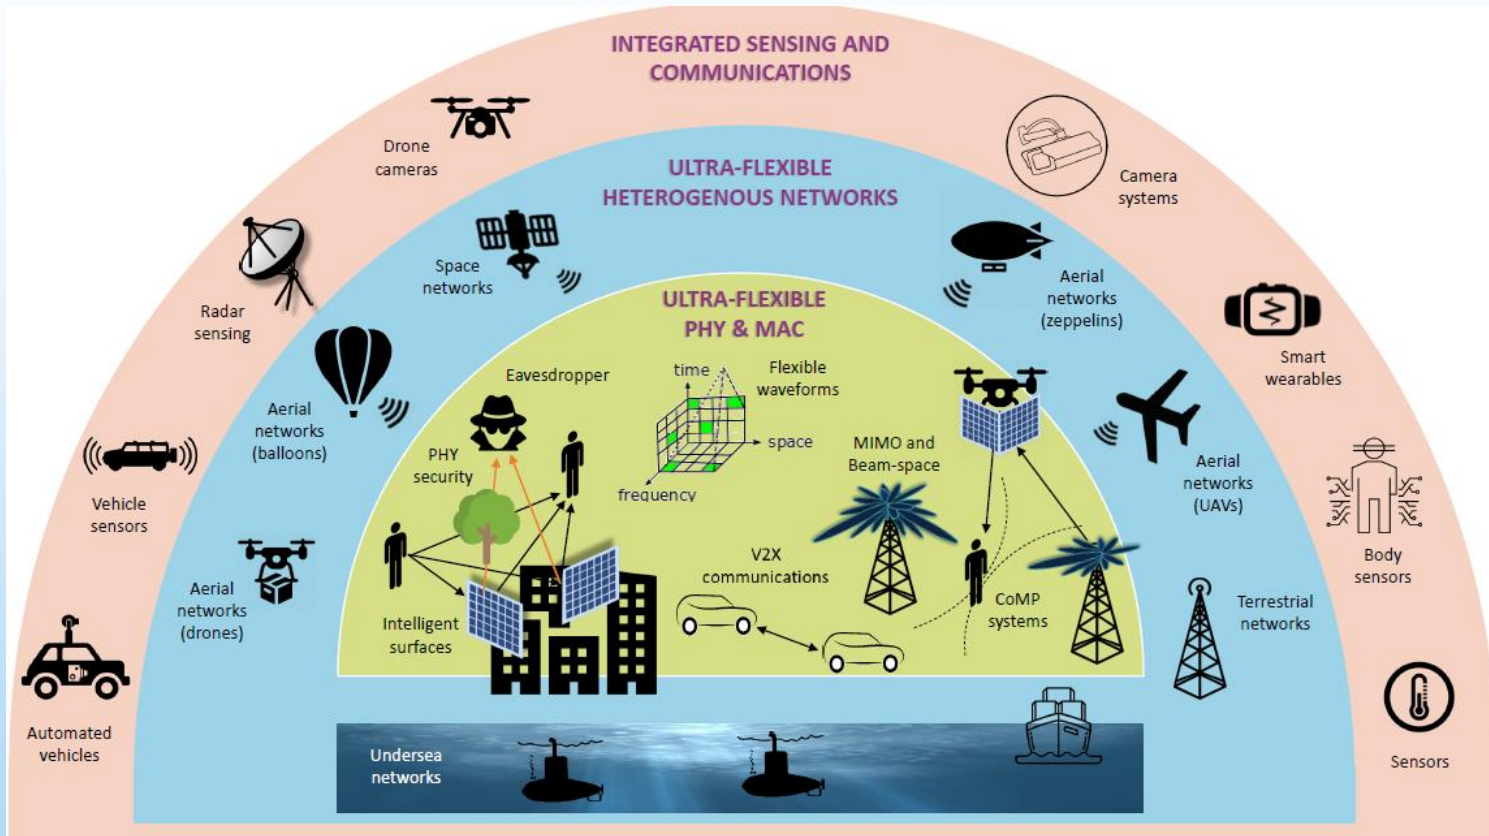 INTEGRATED SENSING AND
COMMUNICATIONS
Drone
cameras
Camera
systems
Radar
sensing
Smart
wearables
Vehicle
sensors
Body
sensors
Automated
vehicles
Sensors
ULTRA-FLEXIBLE
HETEROGENOUS NETWORKS
Space
networks
Aerial
networks
(zeppelins)
Aerial
networks
(balloons)
Aerial
networks
(UAVs)
Aerial
networks
(drones)
Terrestrial
networks
ULTRA-FLEXIBLE
PHY & MAC
Eavesdropper
time
Flexible
waveforms
space
frequency
PHY
security
MIMO and
Beam-space
V2X
communications
Intelligent
surfaces
CoMP
systems
Undersea
networks